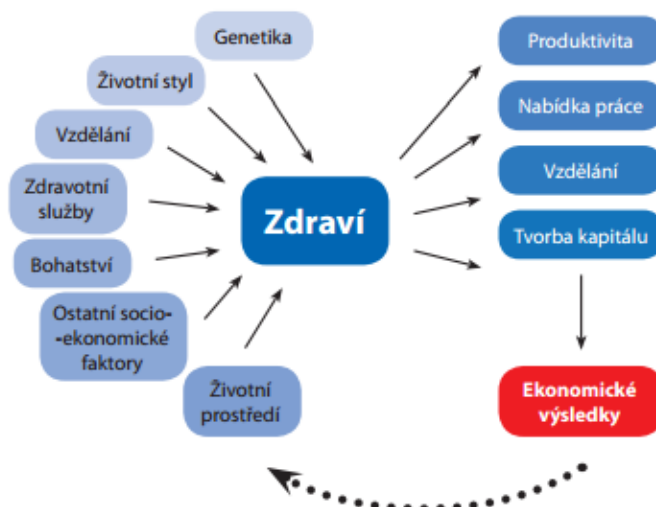 Genetika
Životní styl
Vzdělání
Zdravotní
služby
Bohatství
Ostatní socio-
-ekonomické
faktory
Životní
prostředí
Zdraví
Produktivita
Nabídka práce
Vzdělání
Tvorba kapitálu
Ekonomické
výsledky